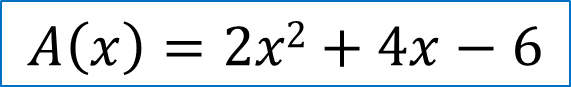 A(x) = 2x² + 4x − 6